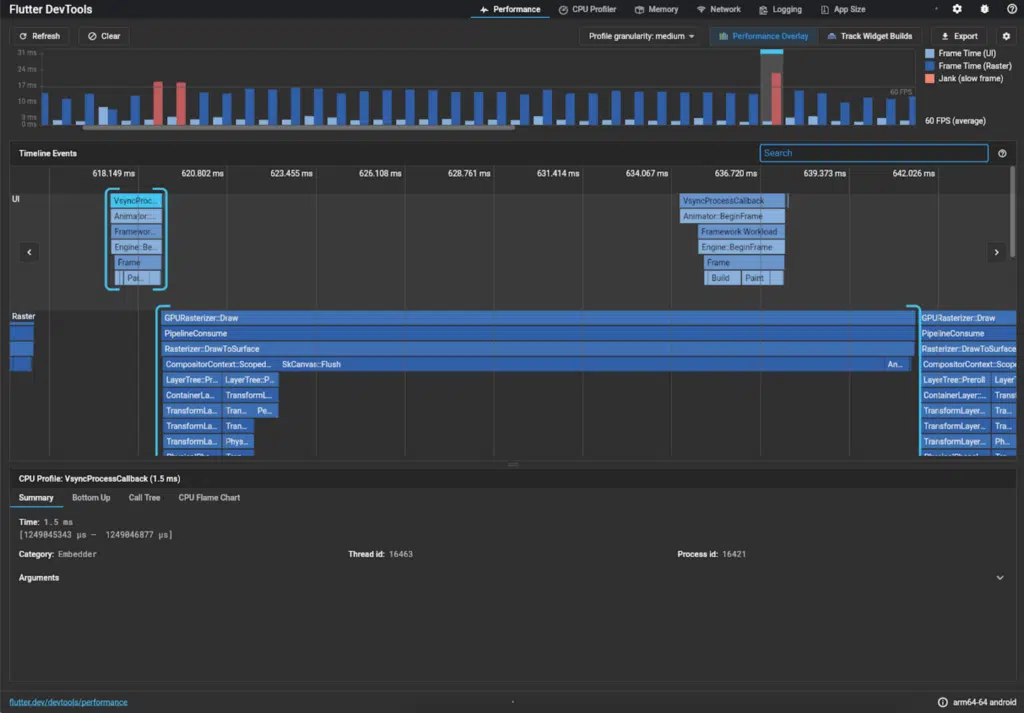 Flutter DevTools
Performance CPU Profiler Memory Network Logging App Size
Refresh Clear Profile granularity: medium Performance Overlay Track Widget Builds Export
31 ms
24 ms
17 ms
10 ms
3 ms
0 ms
60 FPS
Frame Time (UI)
Frame Time (Raster)
Jank (slow frame)
60 FPS (average)
Timeline Events Search
618.149 ms 620.802 ms 623.455 ms 626.108 ms 628.761 ms 631.414 ms 634.067 ms 636.720 ms 639.373 ms 642.026 ms
UI
VsyncProc... VsyncProcessCallback
Animator::... Animator::BeginFrame
Framewor... Framework Workload
Engine::Be... Engine::BeginFrame
Frame Frame
Pai... Build Paint
Raster
GPURasterizer::Draw GPURasterizer::Draw
PipelineConsume PipelineConsume
Rasterizer::DrawToSurface Rasterizer::DrawToSurface
CompositorContext::Scoped... SkCanvas::Flush An... CompositorContext::Scope
LayerTree::Pr... LayerTree::P... LayerTree::Preroll LayerT
ContainerLa... TransformL... ContainerLayer::... Transf
TransformLa... Tran... Pe... TransformLayer... Tra...
TransformLa... Tran... TransformLayer... Tra...
TransformLa... Phys... TransformLayer... Ph...
CPU Profile: VsyncProcessCallback (1.5 ms)
Summary Bottom Up Call Tree CPU Flame Chart
Time: 1.5 ms
[1249045343 µs — 1249046877 µs]
Category: Embedder Thread id: 16463 Process id: 16421
Arguments
flutter.dev/devtools/performance arm64-64 android